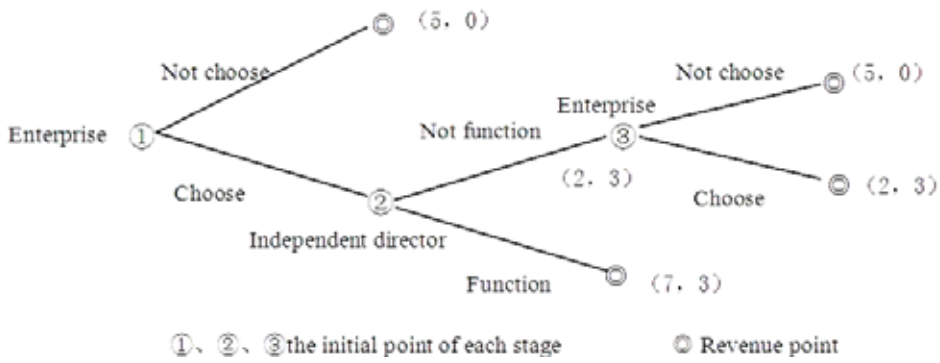 (5, 0)
Not choose
Enterprise ①
Choose
②
Independent director
Not function
Function
(7, 3)
Enterprise
③
(2, 3)
Not choose
(5, 0)
Choose
(2, 3)
①、②、③the initial point of each stage
◎ Revenue point